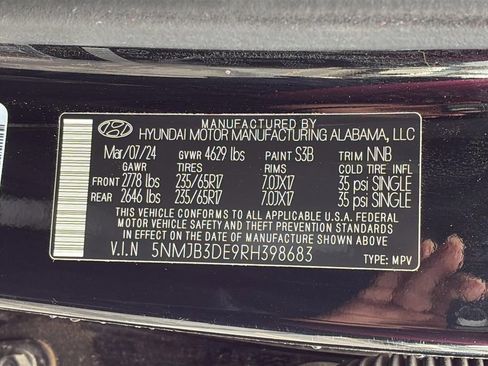 MANUFACTURED BY
HYUNDAI MOTOR MANUFACTURING ALABAMA, LLC
Mar/07/24 GVWR 4629 lbs PAINT S3B TRIM NNB
GAWR TIRES RIMS COLD TIRE INFL
FRONT 2778 lbs 235/65R17 7.0JX17 35 psi SINGLE
REAR 2646 lbs 235/65R17 7.0JX17 35 psi SINGLE
THIS VEHICLE CONFORMS TO ALL APPLICABLE U.S.A. FEDERAL
MOTOR VEHICLE SAFETY AND THEFT PREVENTION STANDARDS
IN EFFECT ON THE DATE OF MANUFACTURE SHOWN ABOVE.
V.I.N 5NMJB3DE9RH398683 TYPE: MPV